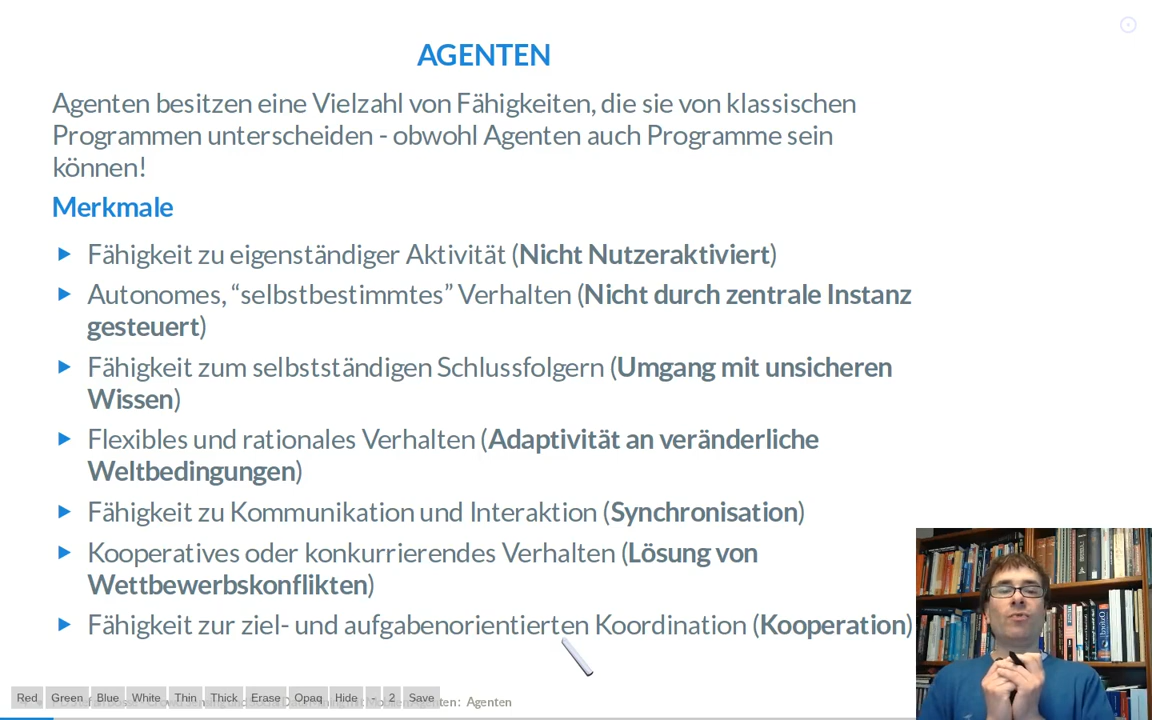 AGENTEN
Agenten besitzen eine Vielzahl von Fähigkeiten, die sie von klassischen
Programmen unterscheiden - obwohl Agenten auch Programme sein
können!
Merkmale
Fähigkeit zu eigenständiger Aktivität (Nicht Nutzeraktiviert)
Autonomes, “selbstbestimmtes” Verhalten (Nicht durch zentrale Instanz
gesteuert)
Fähigkeit zum selbstständigen Schlussfolgern (Umgang mit unsicheren
Wissen)
Flexibles und rationales Verhalten (Adaptivität an veränderliche
Weltbedingungen)
Fähigkeit zu Kommunikation und Interaktion (Synchronisation)
Kooperatives oder konkurrierendes Verhalten (Lösung von
Wettbewerbskonflikten)
Fähigkeit zur ziel- und aufgabenorientierten Koordination (Kooperation)
Red Green Blue White Thin Thick Erase Opaq Hide - 2 Save
Agenten